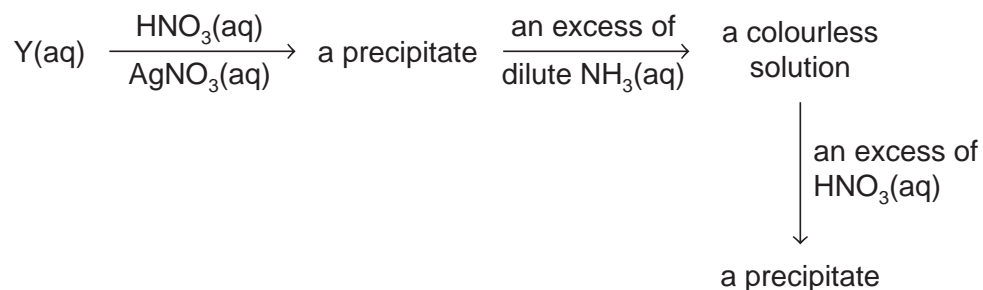 Y(aq)
HNO₃(aq)
AgNO₃(aq)
a precipitate
an excess of
dilute NH₃(aq)
a colourless
solution
an excess of
HNO₃(aq)
a precipitate